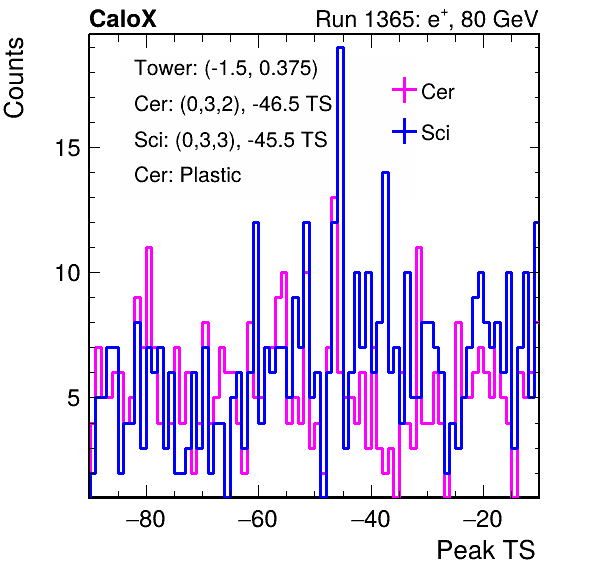 CaloX Run 1365: e⁺, 80 GeV
Counts
Tower: (-1.5, 0.375)
Cer: (0,3,2), -46.5 TS
Sci: (0,3,3), -45.5 TS
Cer: Plastic
Cer
Sci
15
10
5
−80 −60 −40 −20
Peak TS